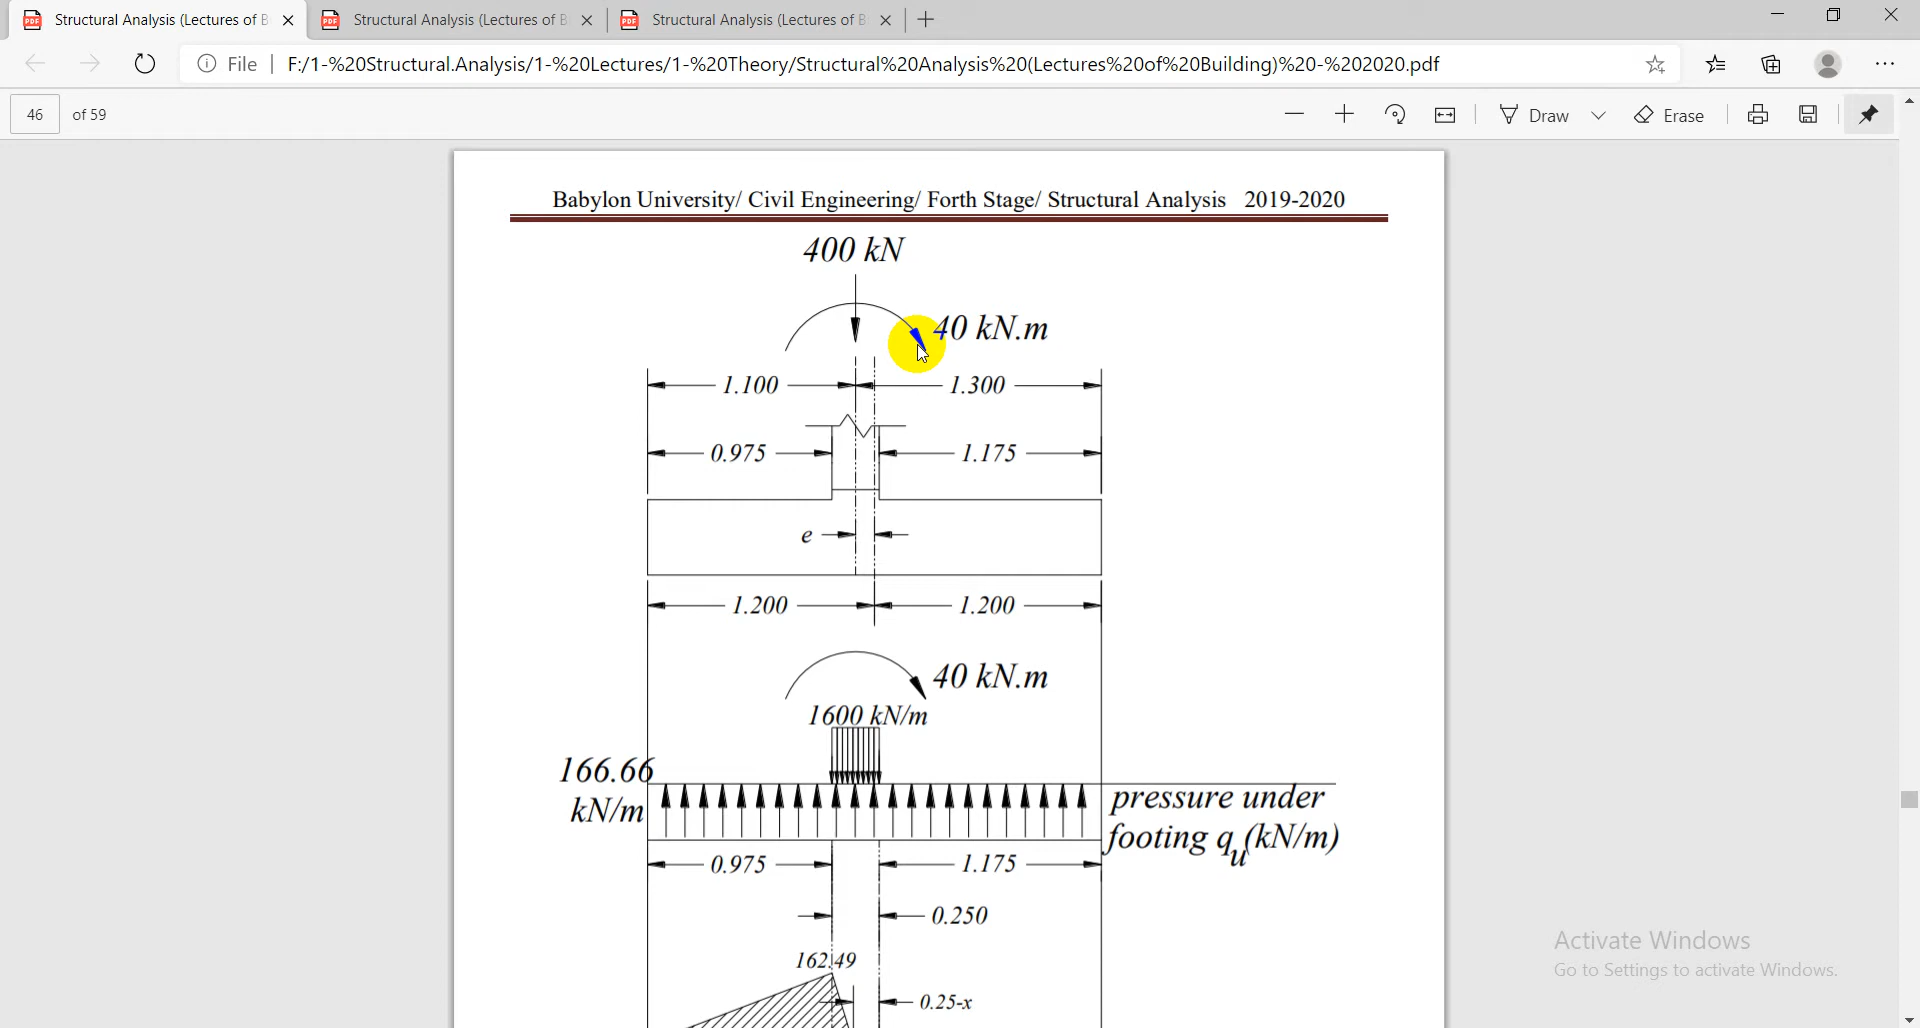 Structural Analysis (Lectures of B
Structural Analysis (Lectures of B
Structural Analysis (Lectures of B
File
F:/1-%20Structural.Analysis/1-%20Lectures/1-%20Theory/Structural%20Analysis%20(Lectures%20of%20Building)%20-%202020.pdf
46 of 59
Draw
Erase
Babylon University/ Civil Engineering/ Forth Stage/ Structural Analysis 2019-2020
400 kN
40 kN.m
1.100
1.300
0.975
1.175
e
1.200
1.200
40 kN.m
1600 kN/m
166.66
kN/m
pressure under
footing qu(kN/m)
0.975
1.175
0.250
162.49
0.25-x
Activate Windows
Go to Settings to activate Windows.